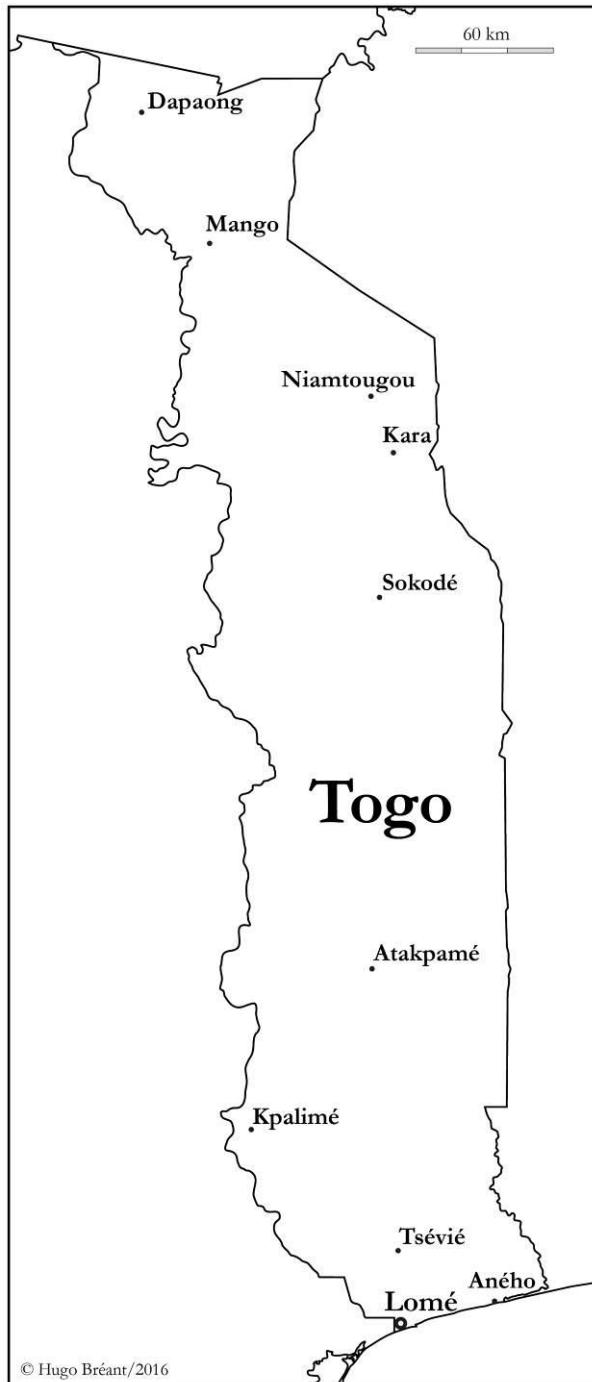 60 km
Dapaong
Mango
Niamtougou
Kara
Sokodé
Togo
Atakpamé
Kpalimé
Tsévié
Aného
Lomé
© Hugo Bréant/2016